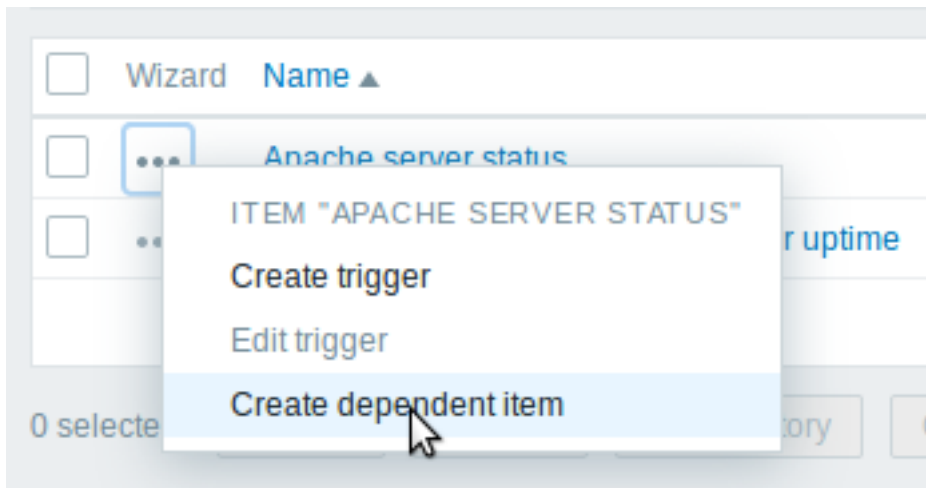 Wizard Name ▲
Apache server status
ITEM "APACHE SERVER STATUS"
r uptime
Create trigger
Edit trigger
Create dependent item
0 selecte
ory